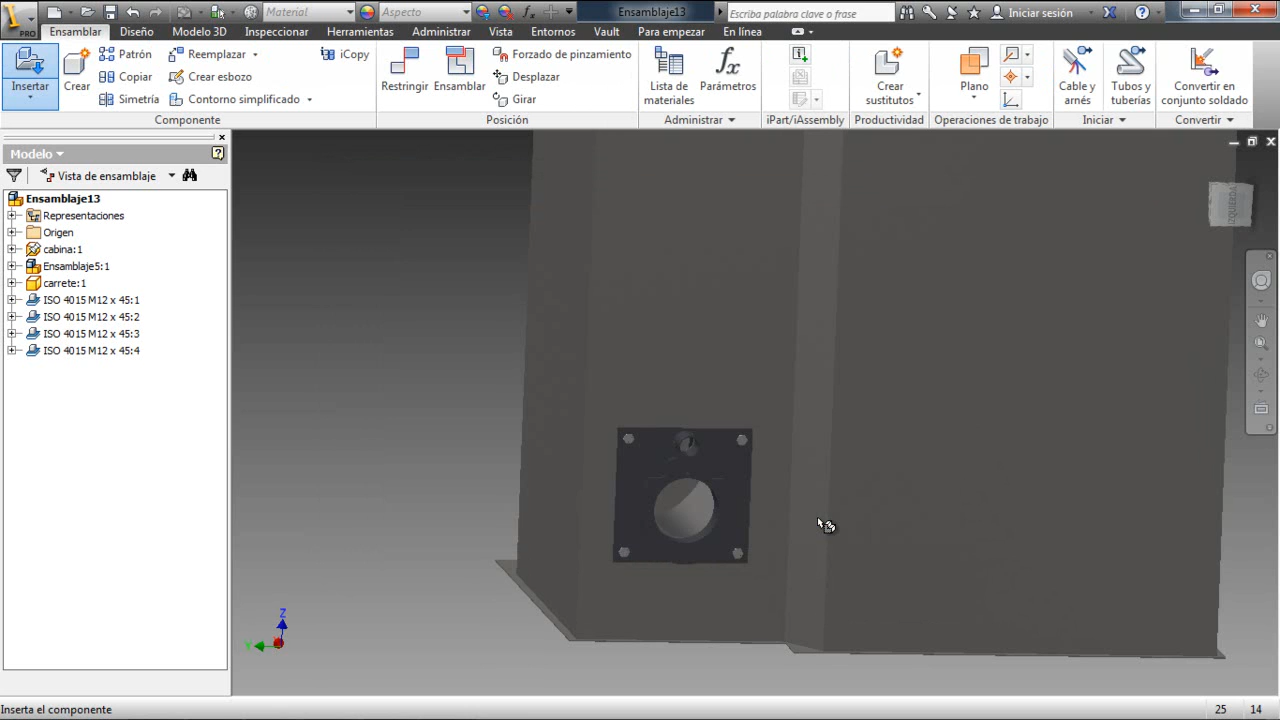 PRO
Material
Aspecto
Ensamblaje13
Escriba palabra clave o frase
Iniciar sesión
Ensamblar Diseño Modelo 3D Inspeccionar Herramientas Administrar Vista Entornos Vault Para empezar En línea
Insertar
Crear
Patrón
Copiar
Simetría
Reemplazar
Crear esbozo
Contorno simplificado
iCopy
Componente
Restringir
Ensamblar
Forzado de pinzamiento
Desplazar
Girar
Posición
Lista de
materiales
Parámetros
Administrar
iPart/iAssembly
Crear
sustitutos
Productividad
Plano
Operaciones de trabajo
Cable y
arnés
Tubos y
tuberías
Iniciar
Convertir en
conjunto soldado
Convertir
Modelo
Vista de ensamblaje
Ensamblaje13
Representaciones
Origen
cabina:1
Ensamblaje5:1
carrete:1
ISO 4015 M12 x 45:1
ISO 4015 M12 x 45:2
ISO 4015 M12 x 45:3
ISO 4015 M12 x 45:4
IZQUIERDA
Z
Y
Inserta el componente
25 14